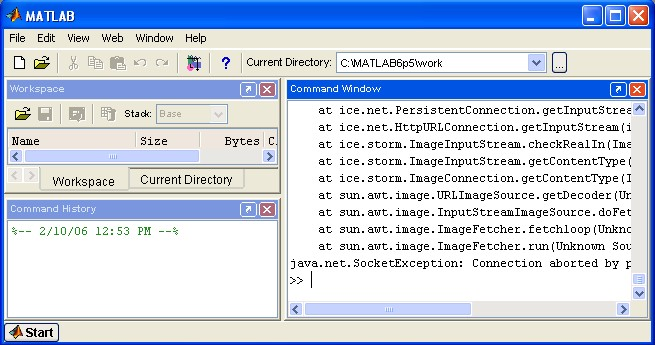 MATLAB
File Edit View Web Window Help
? Current Directory: C:\MATLAB6p5\work ...
Workspace
Stack: Base
Name Size Bytes
Workspace Current Directory
Command History
%-- 2/10/06 12:53 PM --%
Command Window
at ice.net.PersistentConnection.getInputStrea
at ice.net.HttpURLConnection.getInputStream(i
at ice.storm.ImageInputStream.checkRealIn(Ima
at ice.storm.ImageInputStream.getContentType(
at ice.storm.ImageConnection.getContentType(I
at sun.awt.image.URLImageSource.getDecoder(Un
at sun.awt.image.InputStreamImageSource.doFet
at sun.awt.image.ImageFetcher.fetchloop(Unkno
at sun.awt.image.ImageFetcher.run(Unknown Sou
java.net.SocketException: Connection aborted by p
>>
Start